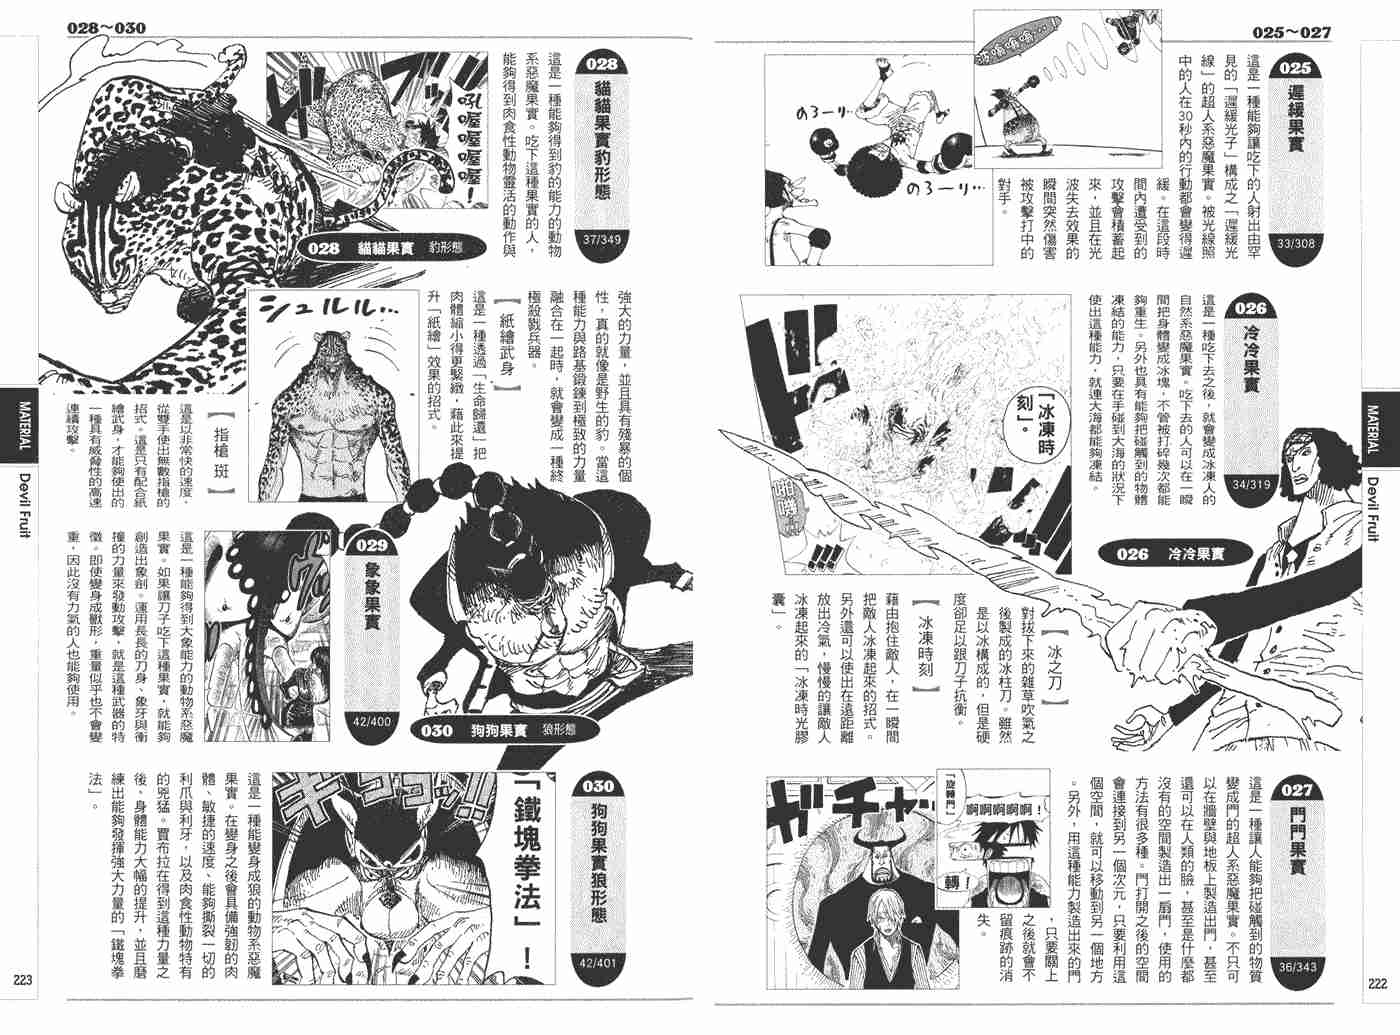 025～027
025
遲緩果實
33/308
這是一種能夠讓吃下的人射出由罕
見的「遲緩光子」構成之「遲緩光
線」的超人系惡魔果實。被光線照
中的人在30秒內的行動都會變得遲
緩。在這段時
間內遭受到的
攻擊會積蓄起
來，並且在光
波失去效果的
瞬間突然傷害
被攻擊打中的
對手。
のろーり…
のろーり…
026
冷冷果實
34/319
這是一種吃下去之後，就會變成冰凍人的
自然系惡魔果實。吃下去的人可以在一瞬
間把身體變成冰塊，不管被打碎幾次都能
夠重生。另外也具有能夠把碰觸到的物體
凍結的能力，只要在手碰到大海的狀況下
使出這種能力，就連大海都能夠凍結。
「冰凍時
刻」。
026 冷冷果實
【冰之刀】
對拔下來的雜草吹氣之
後製成的冰柱刀。雖然
是以冰構成的，但是硬
度卻足以跟刀子抗衡。
【冰凍時刻】
藉由抱住敵人，在一瞬間
把敵人冰凍起來的招式。
另外還可以使出在遠距離
放出冷氣，慢慢的讓敵人
冰凍起來的「冰凍時光膠
囊」。
027
門門果實
36/343
這是一種讓人能夠把碰觸到的物質
變成門的超人系惡魔果實。不只可
以在牆壁與地板上製造出門，甚至
還可以在人類的臉，甚至是什麼都
沒有的空間製造出一扇門，使用的
方法有很多種。門打開之後的空間
會連接到另一個次元，只要利用這
個空間，就可以移動到另一個地方
。另外，用這種能力製造出來的門
，只要關上
之後就會不
留痕跡的消
失。
啊啊啊啊啊！
「旋轉門」
轉！
ガチャ…
MATERIAL
Devil Fruit
222
028～030
028
貓貓果實豹形態
37/349
這是一種能夠得到豹的能力的動物
系惡魔果實。吃下這種果實的人，
能夠得到肉食性動物靈活的動作與
強大的力量，並且具有殘暴的個
性，真的就像是野生的豹。當這
種能力與路基鍛鍊到極致的力量
融合在一起時，就會變成一種終
極殺戮兵器。
吼喔喔喔喔！
028 貓貓果實 豹形態
【紙繪武身】
這是一種透過「生命歸還」把
肉體縮小得更緊緻，藉此來提
升「紙繪」效果的招式。
シュルル…
【指槍斑】
這是以非常快的速度，
從雙手使出無數指槍的
招式。這是只有配合紙
繪武身，才能夠使出的
一種具有威脅性的高速
連續攻擊。
029
象象果實
42/400
這是一種能夠得到大象能力的動物系惡魔
果實。如果讓刀子吃下這種果實，就能夠
創造出象劍。運用長長的刀身、象牙與衝
撞的力量來發動攻擊，就是這種武器的特
徵。即使變身成獸形，重量似乎也不會變
重，因此沒有力氣的人也能夠使用。
030 狗狗果實 狼形態
030
狗狗果實狼形態
42/401
「鐵塊拳法」！
這是一種能變身成狼的動物系惡魔
果實。在變身之後會具備強韌的肉
體、敏捷的速度、能夠撕裂一切的
利爪與利牙，以及肉食性動物特有
的兇猛。賈布拉在得到這種力量之
後，身體能力大幅的提升，並且磨
練出能夠發揮強大力量的「鐵塊拳
法」。
MATERIAL
Devil Fruit
223